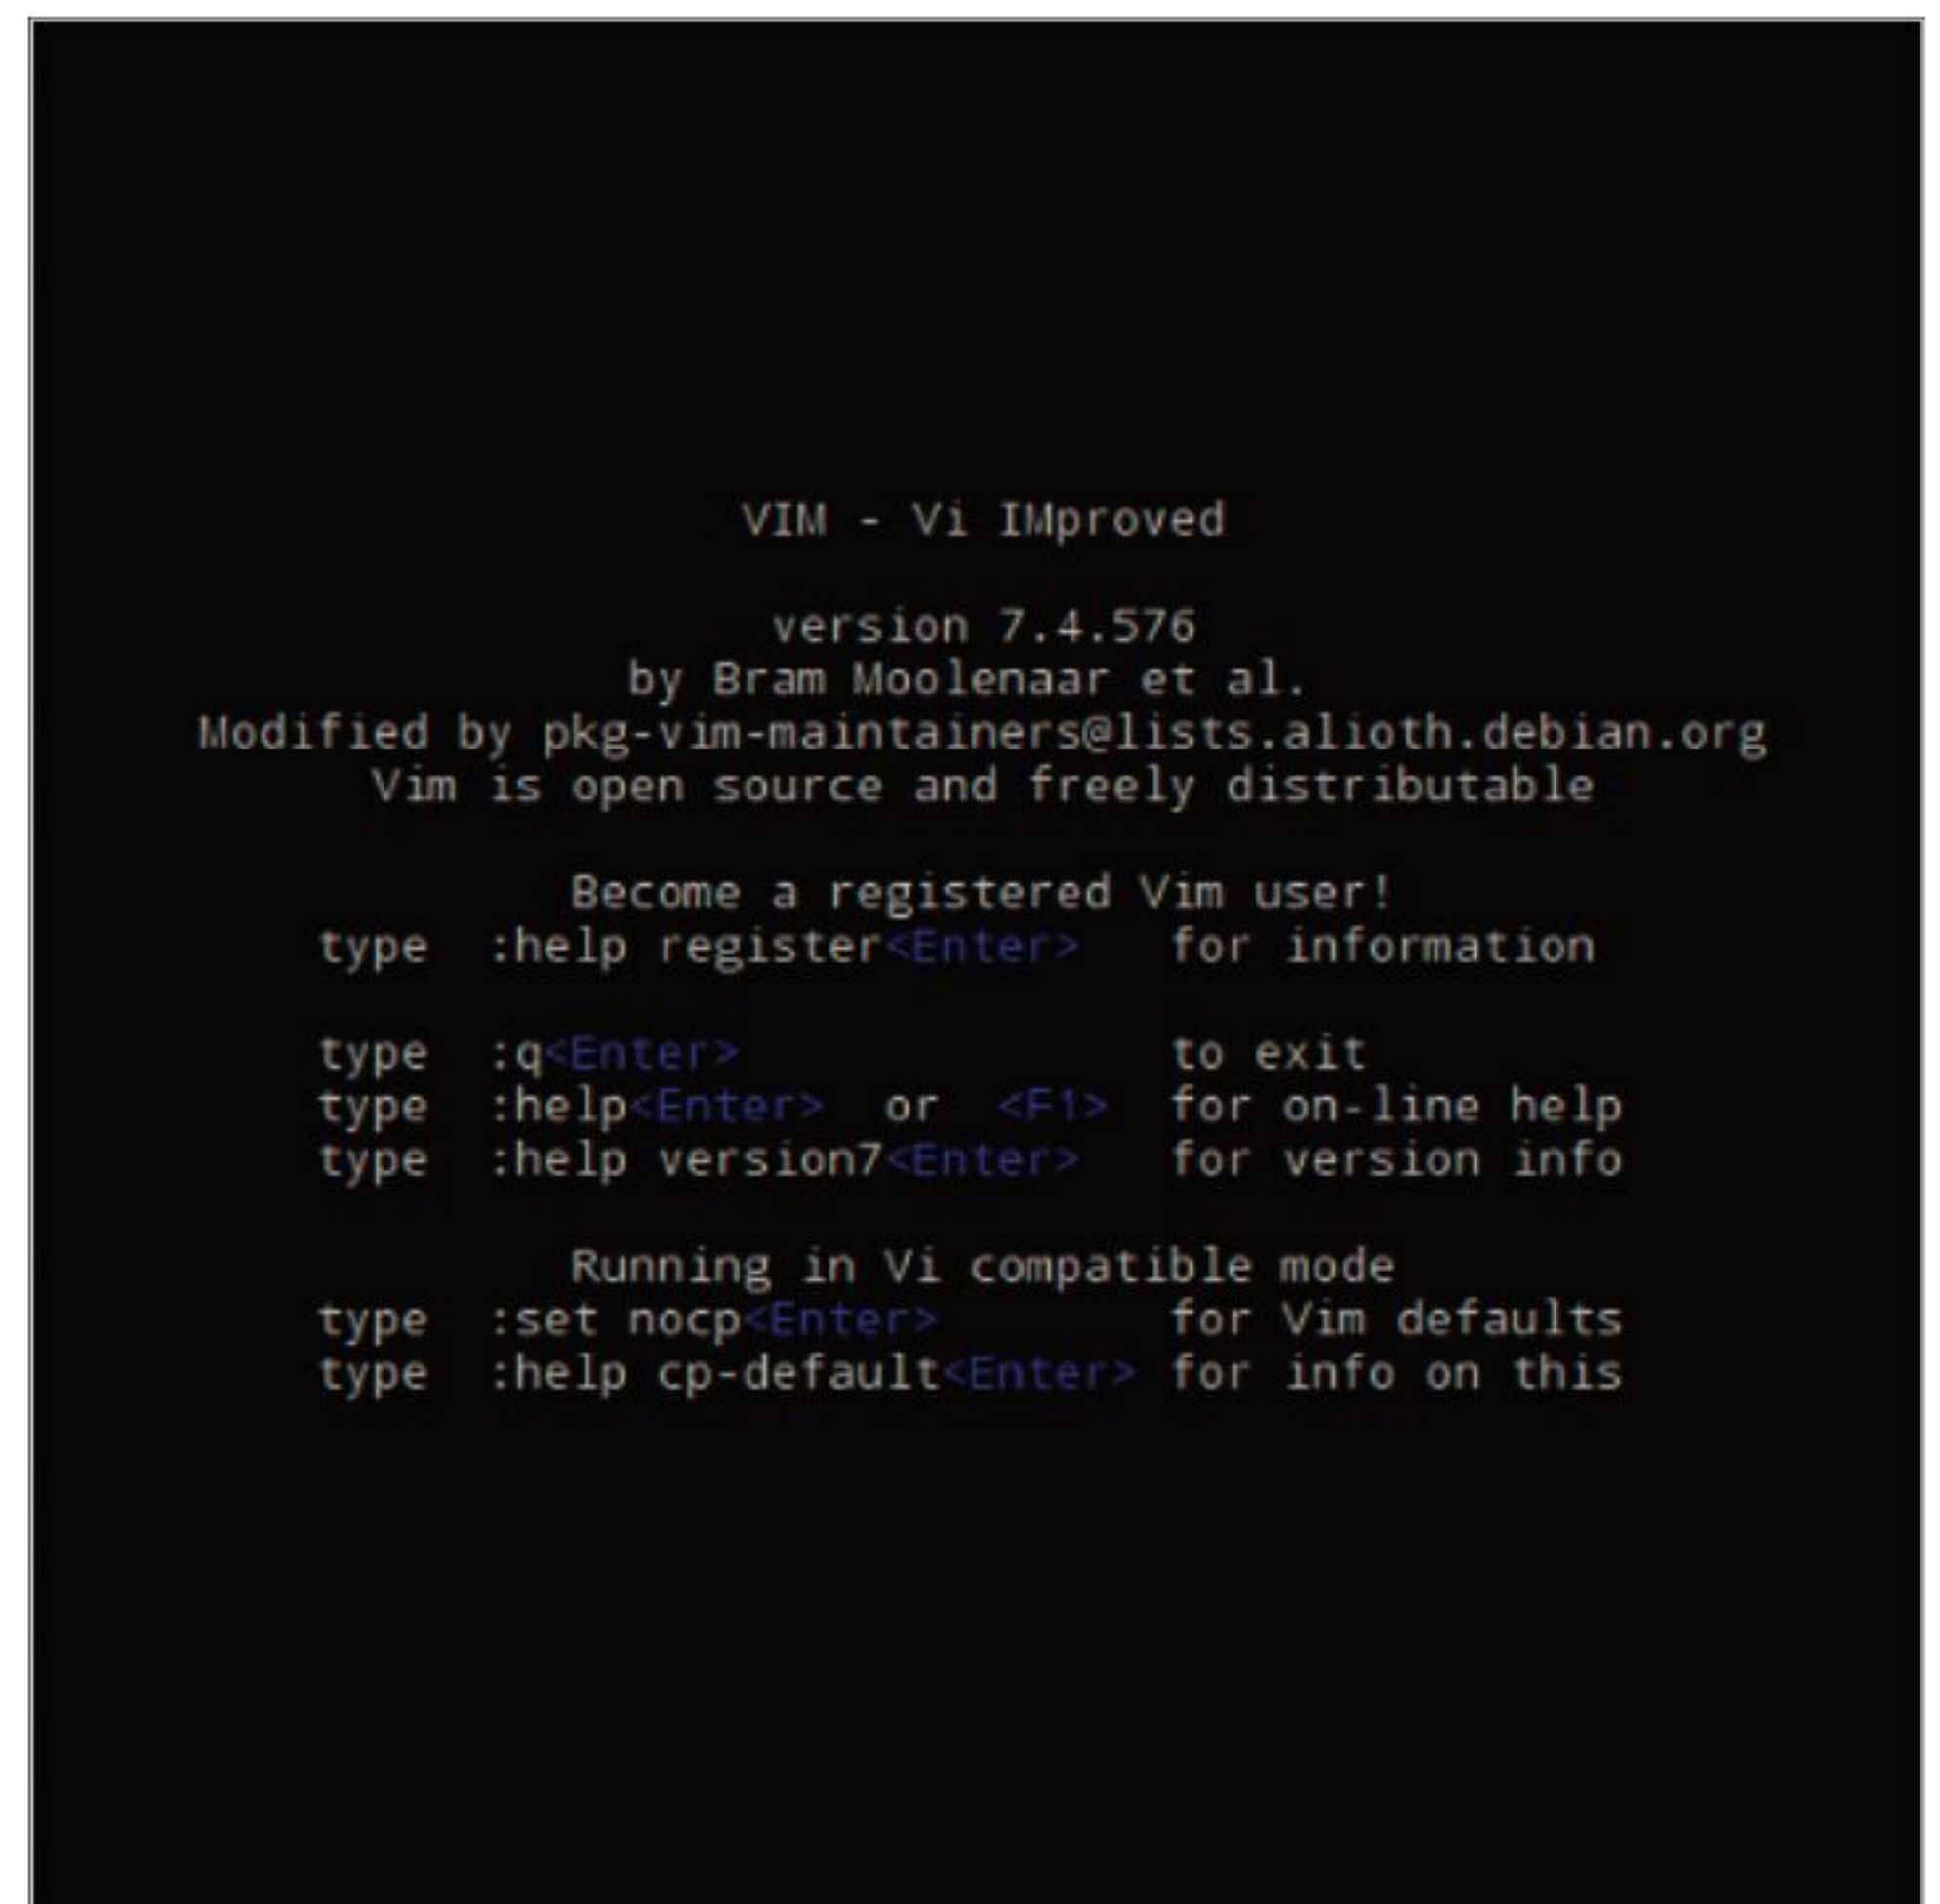 VIM - Vi IMproved
version 7.4.576
by Bram Moolenaar et al.
Modified by pkg-vim-maintainers@lists.alioth.debian.org
Vim is open source and freely distributable
Become a registered Vim user!
type  :help register<Enter>   for information
type  :q<Enter>               to exit
type  :help<Enter>  or  <F1>  for on-line help
type  :help version7<Enter>   for version info
Running in Vi compatible mode
type  :set nocp<Enter>        for Vim defaults
type  :help cp-default<Enter> for info on this